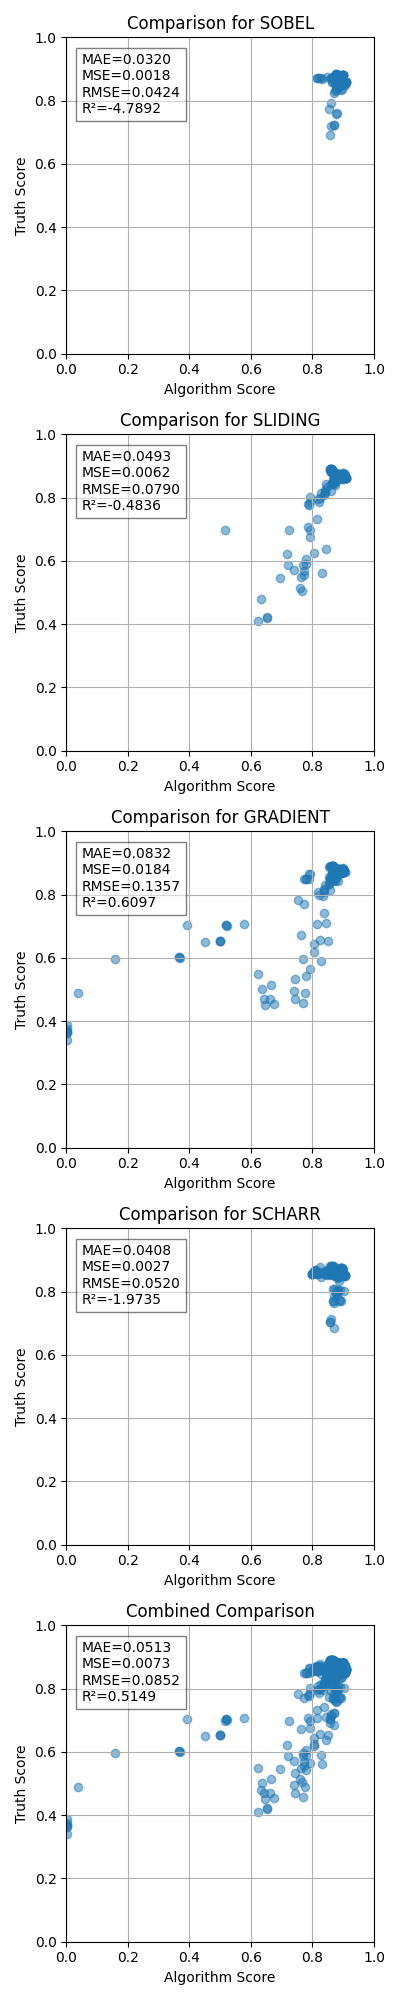 Comparison for SOBEL
MAE=0.0320
MSE=0.0018
RMSE=0.0424
R²=-4.7892
1.0
0.8
0.6
0.4
0.2
0.0
Truth Score
0.0 0.2 0.4 0.6 0.8 1.0
Algorithm Score
Comparison for SLIDING
MAE=0.0493
MSE=0.0062
RMSE=0.0790
R²=-0.4836
1.0
0.8
0.6
0.4
0.2
0.0
Truth Score
0.0 0.2 0.4 0.6 0.8 1.0
Algorithm Score
Comparison for GRADIENT
MAE=0.0832
MSE=0.0184
RMSE=0.1357
R²=0.6097
1.0
0.8
0.6
0.4
0.2
0.0
Truth Score
0.0 0.2 0.4 0.6 0.8 1.0
Algorithm Score
Comparison for SCHARR
MAE=0.0408
MSE=0.0027
RMSE=0.0520
R²=-1.9735
1.0
0.8
0.6
0.4
0.2
0.0
Truth Score
0.0 0.2 0.4 0.6 0.8 1.0
Algorithm Score
Combined Comparison
MAE=0.0513
MSE=0.0073
RMSE=0.0852
R²=0.5149
1.0
0.8
0.6
0.4
0.2
0.0
Truth Score
0.0 0.2 0.4 0.6 0.8 1.0
Algorithm Score